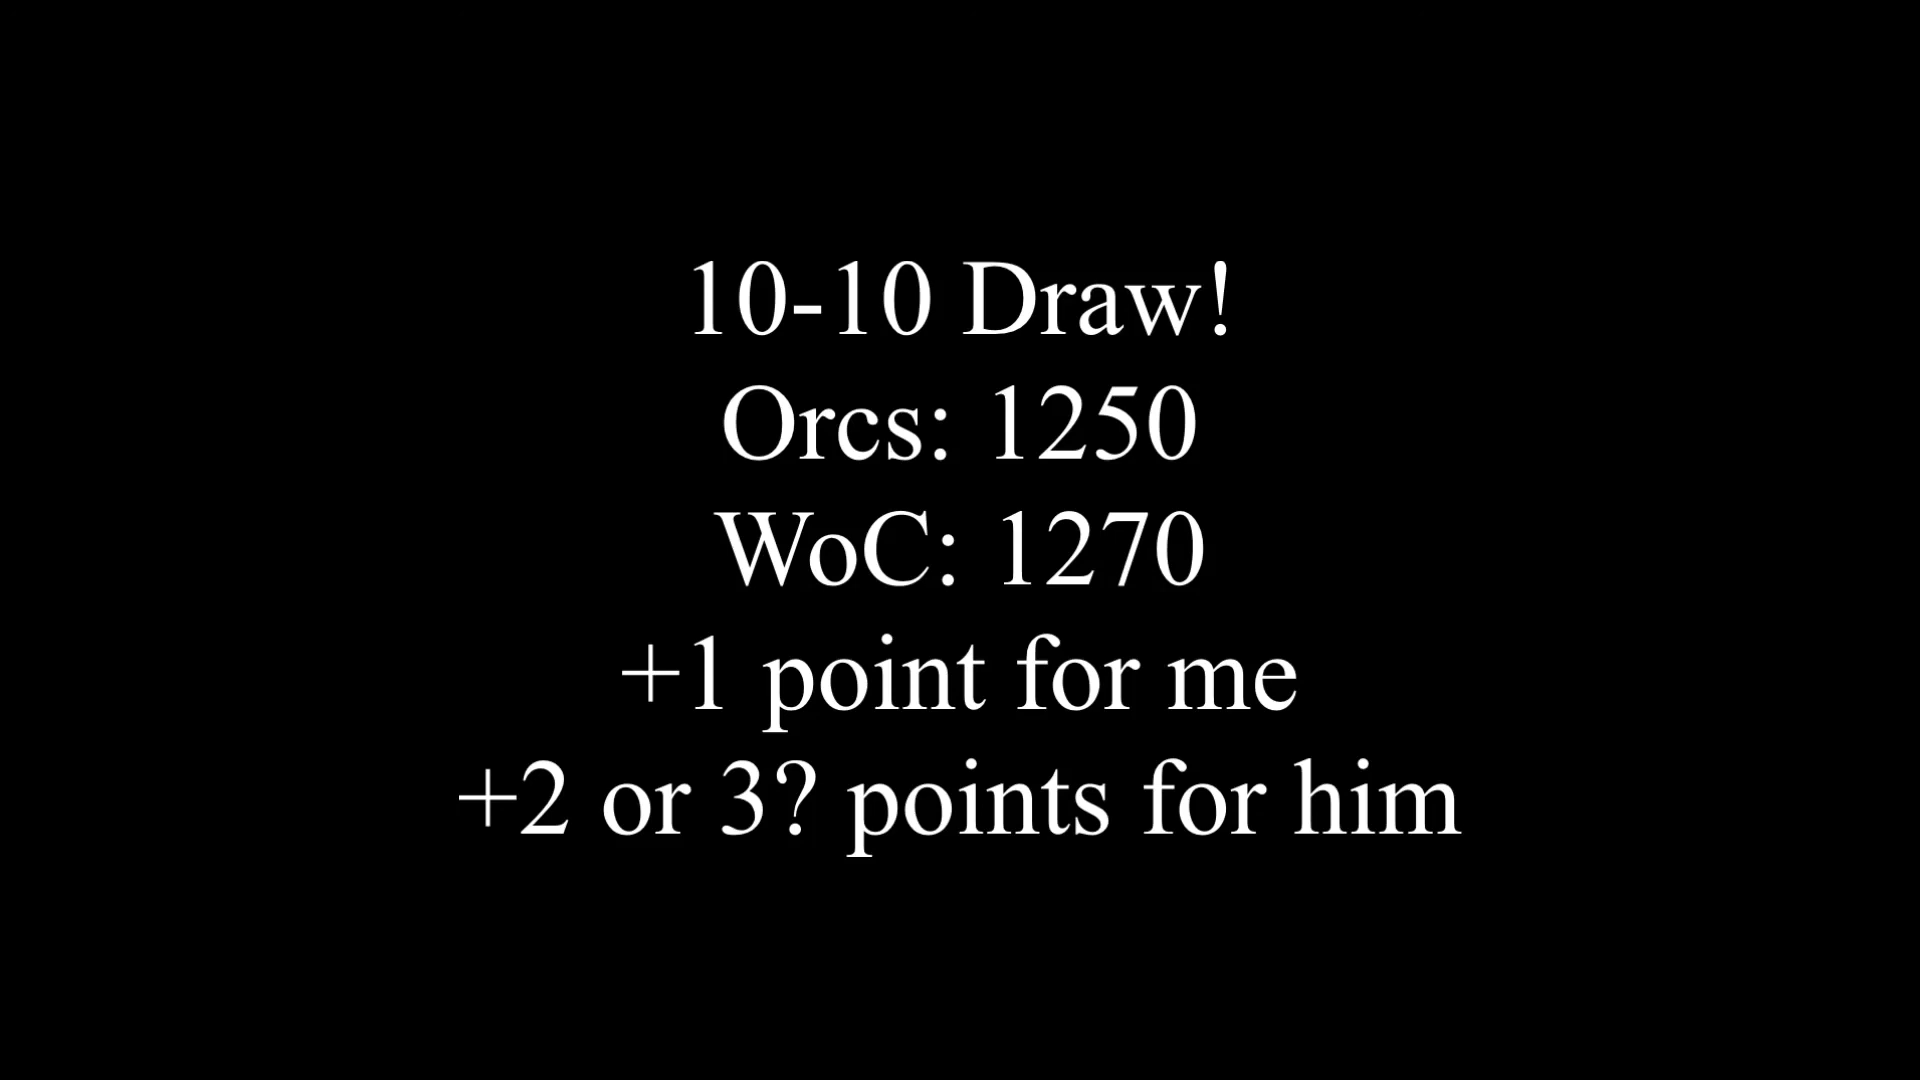 10-10 Draw!
Orcs: 1250
WoC: 1270
+1 point for me
+2 or 3? points for him